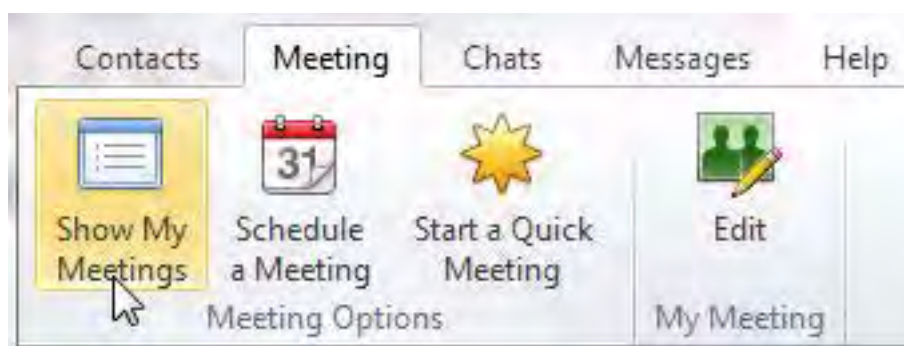 Contacts Meeting Chats Messages Help
31
Show My Schedule Start a Quick Edit
Meetings a Meeting Meeting
Meeting Options My Meeting